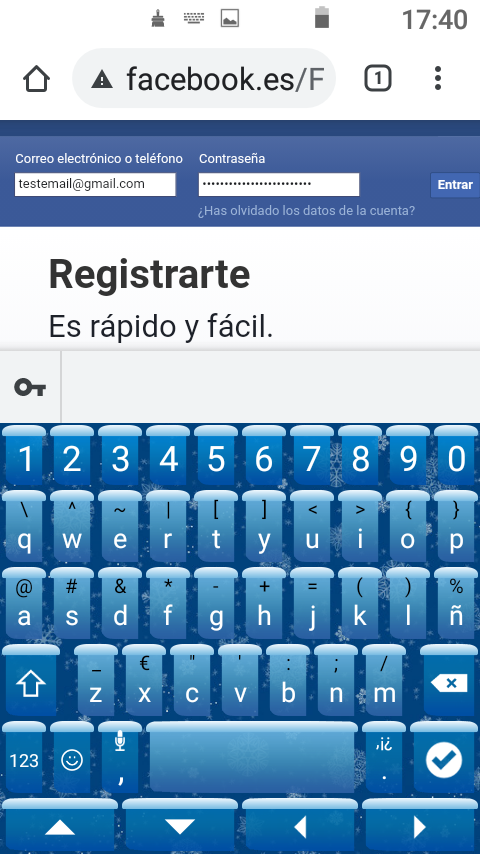 17:40
facebook.es/F
1
Correo electrónico o teléfono Contraseña
testemail@gmail.com ••••••••••••••••••••••••• Entrar
¿Has olvidado los datos de la cuenta?
Registrarte
Es rápido y fácil.
1 2 3 4 5 6 7 8 9 0
\ ^ ~ | [ ] < > { }
q w e r t y u i o p
@ # & * - + = ( ) %
a s d f g h j k l ñ
_ € " ' : ; /
z x c v b n m
,¡¿
123 , .